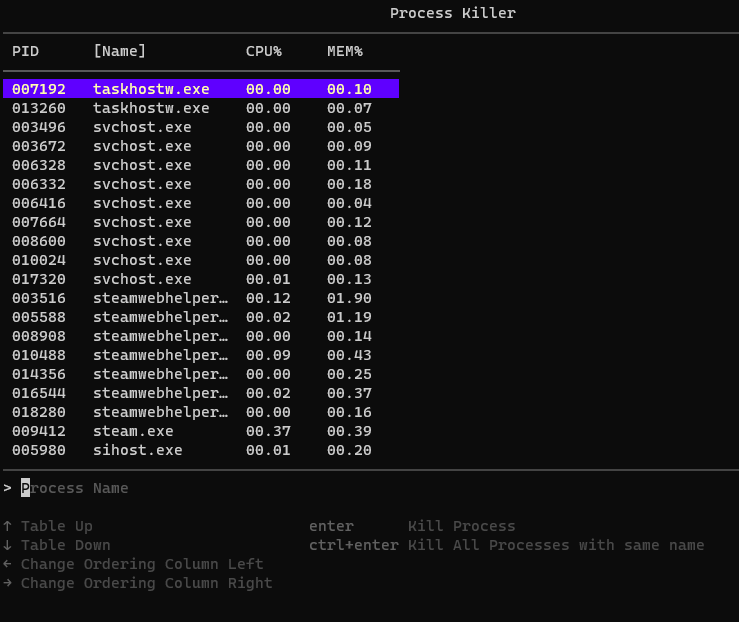 Process Killer
PID [Name] CPU% MEM%
007192 taskhostw.exe 00.00 00.10
013260 taskhostw.exe 00.00 00.07
003496 svchost.exe 00.00 00.05
003672 svchost.exe 00.00 00.09
006328 svchost.exe 00.00 00.11
006332 svchost.exe 00.00 00.18
006416 svchost.exe 00.00 00.04
007664 svchost.exe 00.00 00.12
008600 svchost.exe 00.00 00.08
010024 svchost.exe 00.00 00.08
017320 svchost.exe 00.01 00.13
003516 steamwebhelper… 00.12 01.90
005588 steamwebhelper… 00.02 01.19
008908 steamwebhelper… 00.00 00.14
010488 steamwebhelper… 00.09 00.43
014356 steamwebhelper… 00.00 00.25
016544 steamwebhelper… 00.02 00.37
018280 steamwebhelper… 00.00 00.16
009412 steam.exe 00.37 00.39
005980 sihost.exe 00.01 00.20
> Process Name
↑ Table Up enter Kill Process
↓ Table Down ctrl+enter Kill All Processes with same name
← Change Ordering Column Left
→ Change Ordering Column Right